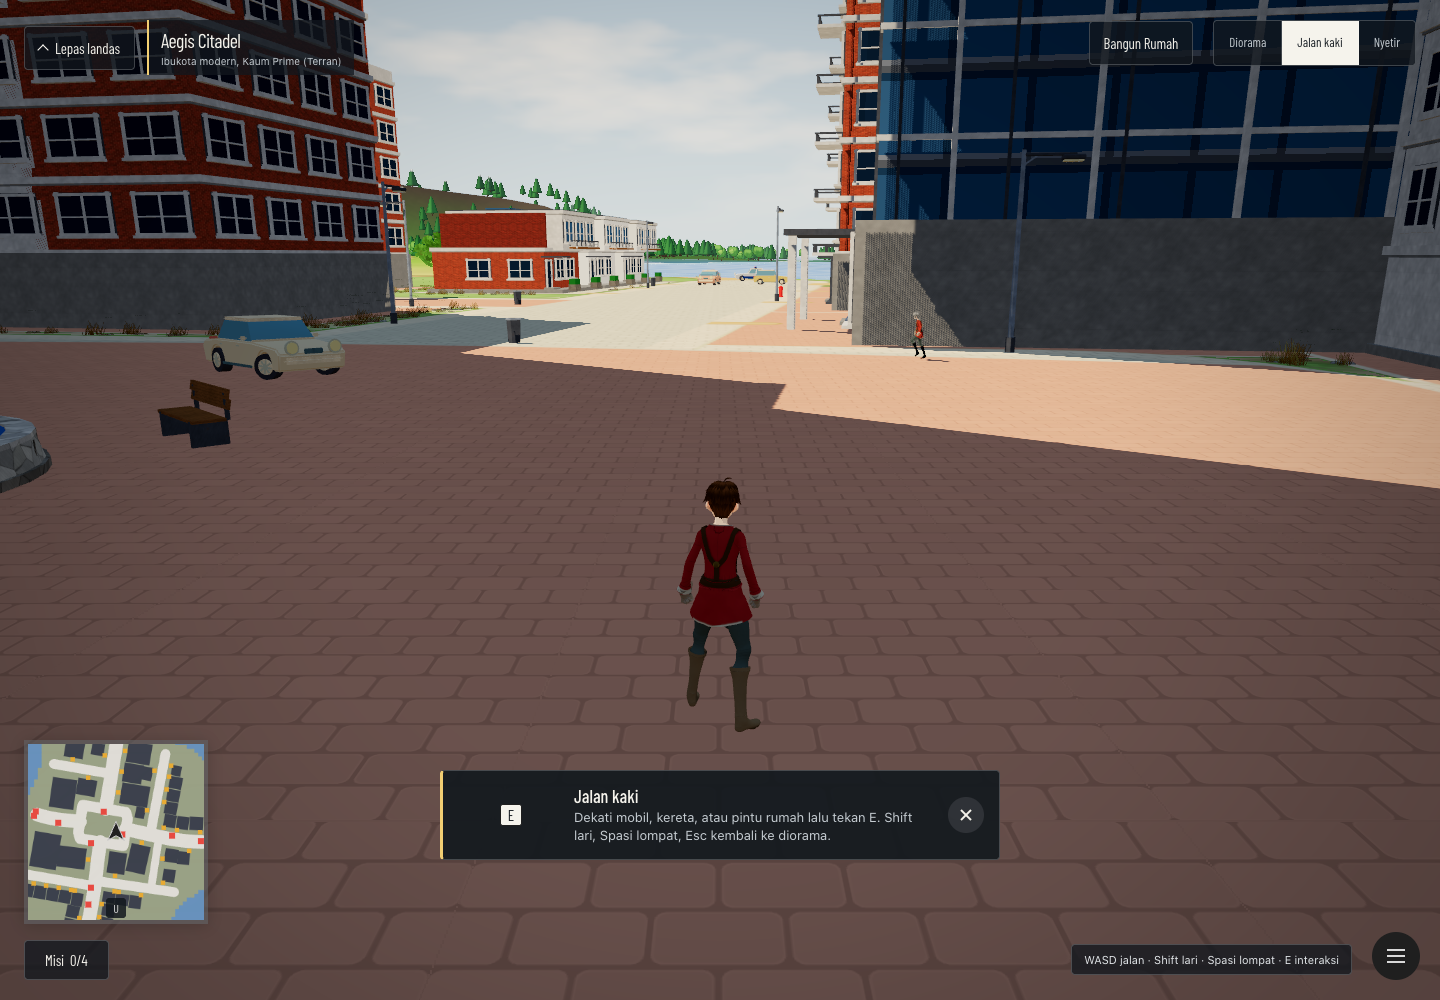 Lepas landas
Aegis Citadel
Ibukota modern, Kaum Prime (Terran)
Bangun Rumah
Diorama
Jalan kaki
Nyetir
E
Jalan kaki
Dekati mobil, kereta, atau pintu rumah lalu tekan E. Shift
lari, Spasi lompat, Esc kembali ke diorama.
U
Misi 0/4
WASD jalan · Shift lari · Spasi lompat · E interaksi